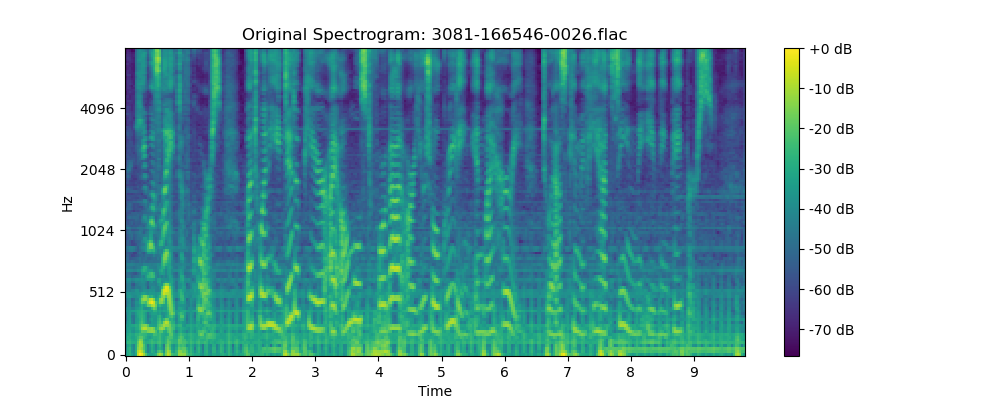 Original Spectrogram: 3081-166546-0026.flac
Hz
4096
2048
1024
512
0
0 1 2 3 4 5 6 7 8 9
Time
+0 dB
-10 dB
-20 dB
-30 dB
-40 dB
-50 dB
-60 dB
-70 dB